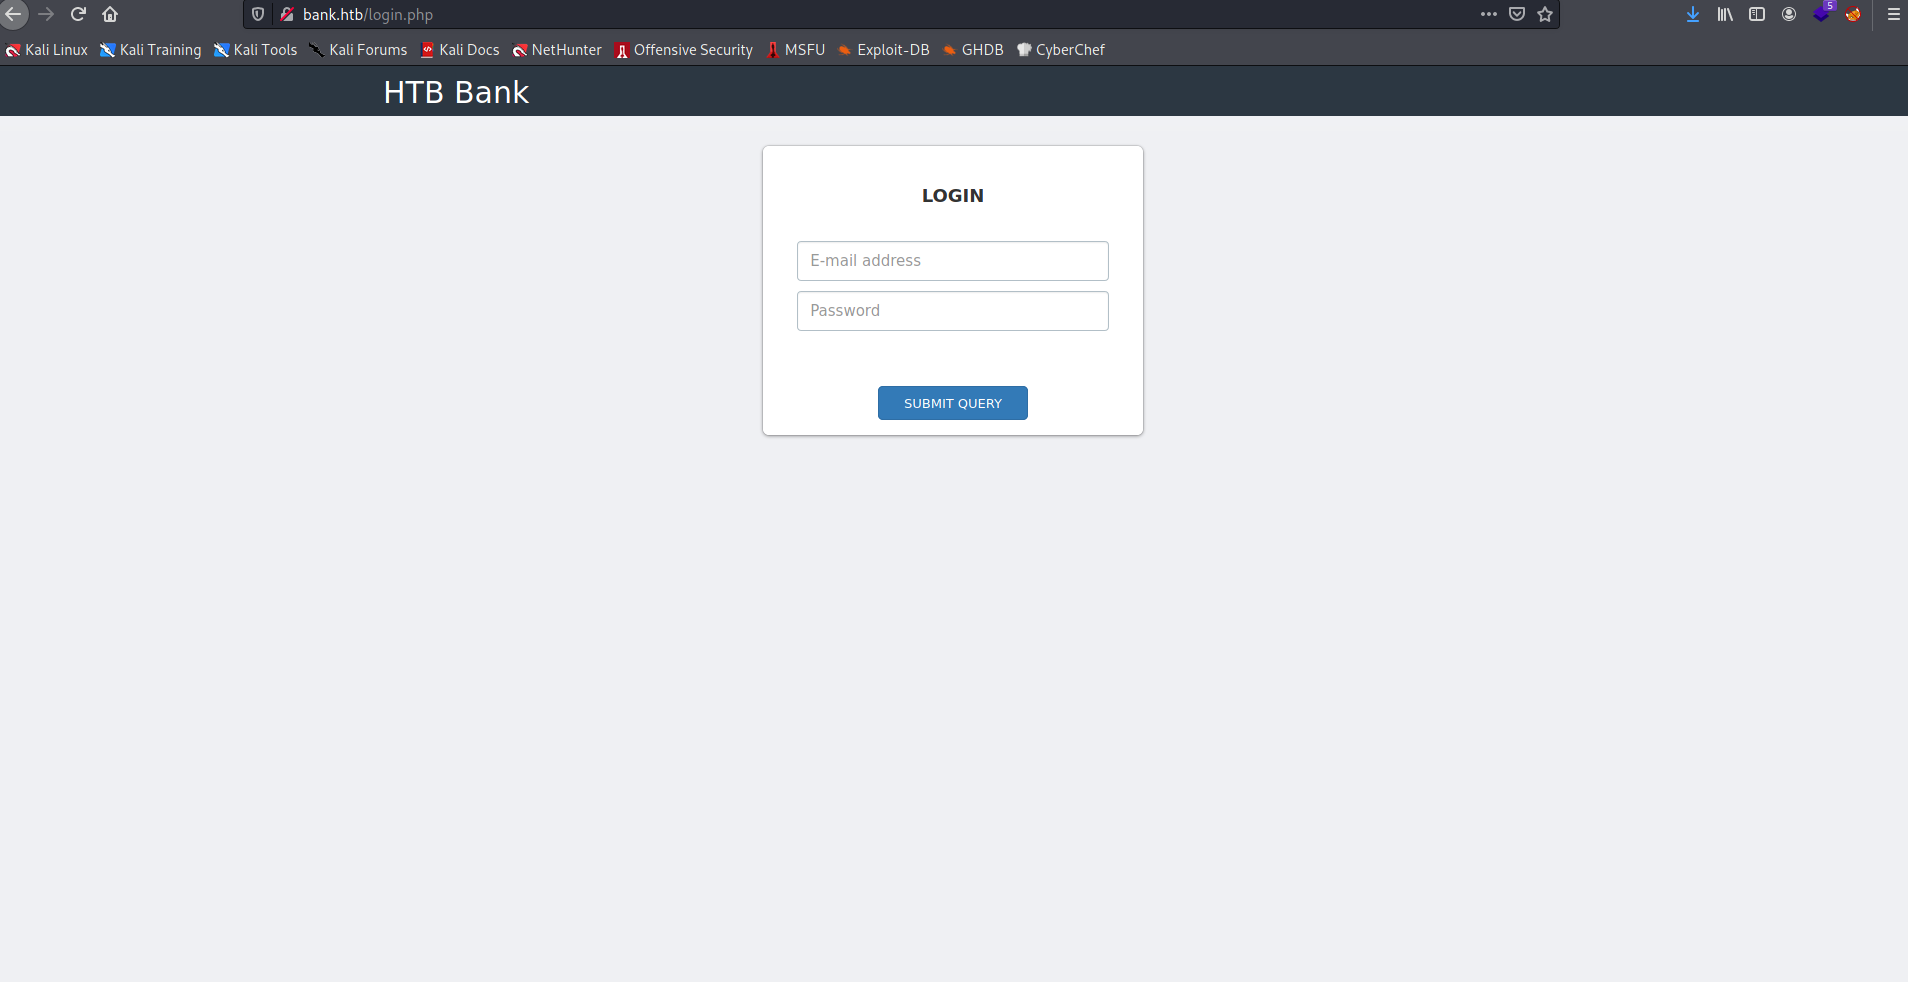 bank.htb/login.php
5
Kali Linux Kali Training Kali Tools Kali Forums Kali Docs NetHunter Offensive Security MSFU Exploit-DB GHDB CyberChef
HTB Bank
LOGIN
E-mail address
Password
SUBMIT QUERY